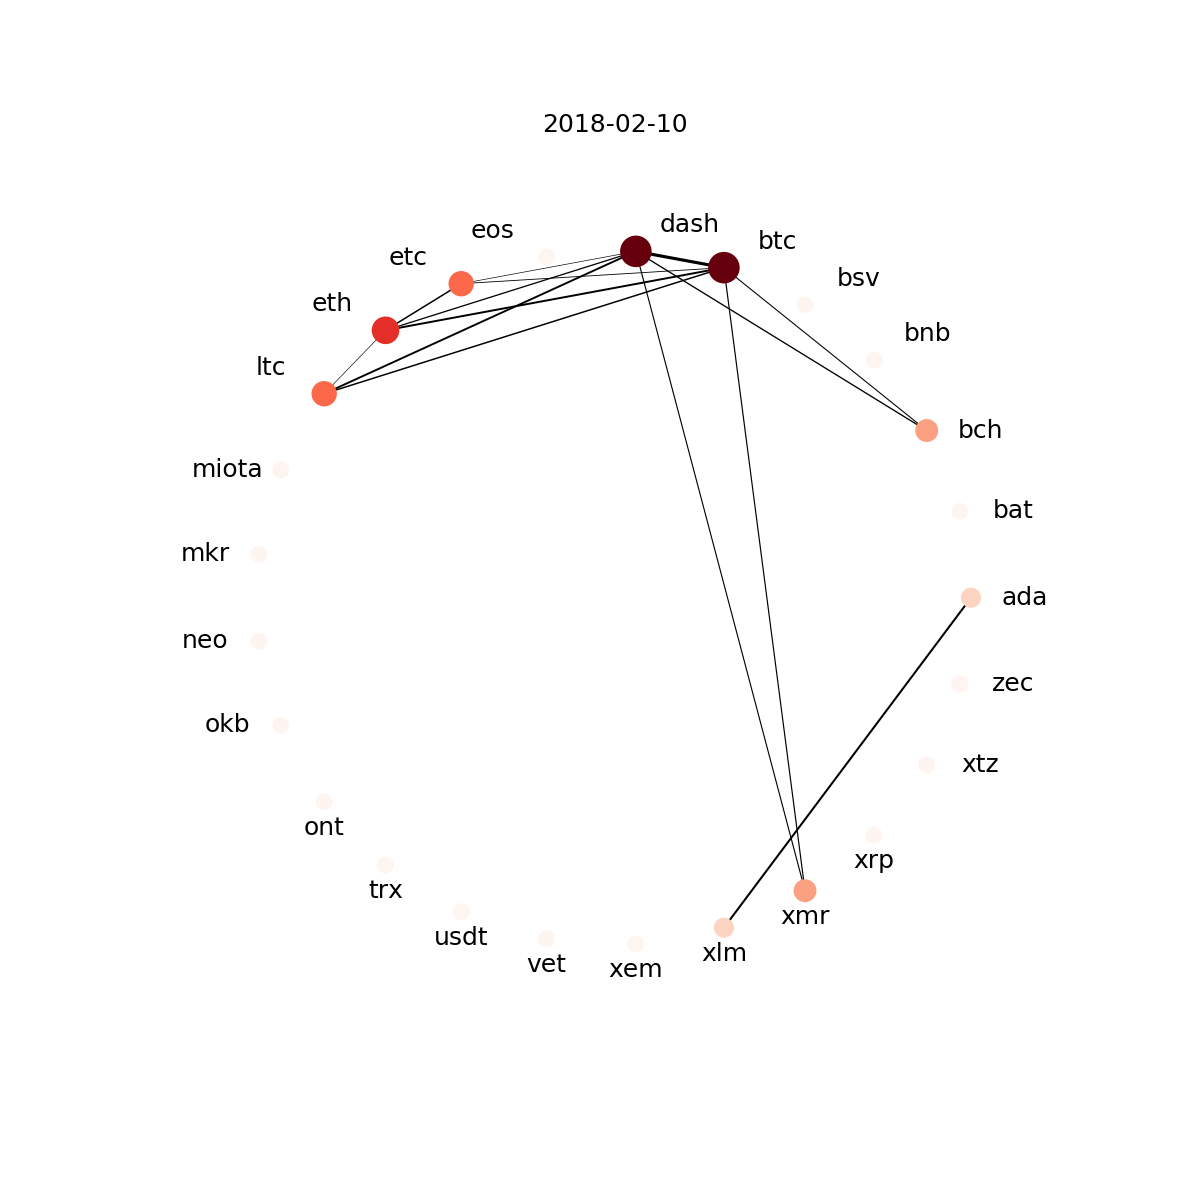 2018-02-10
dash
eos
btc
etc
bsv
eth
bnb
ltc
bch
miota
bat
mkr
ada
neo
zec
okb
xtz
ont
xrp
trx
xmr
usdt
xlm
vet
xem